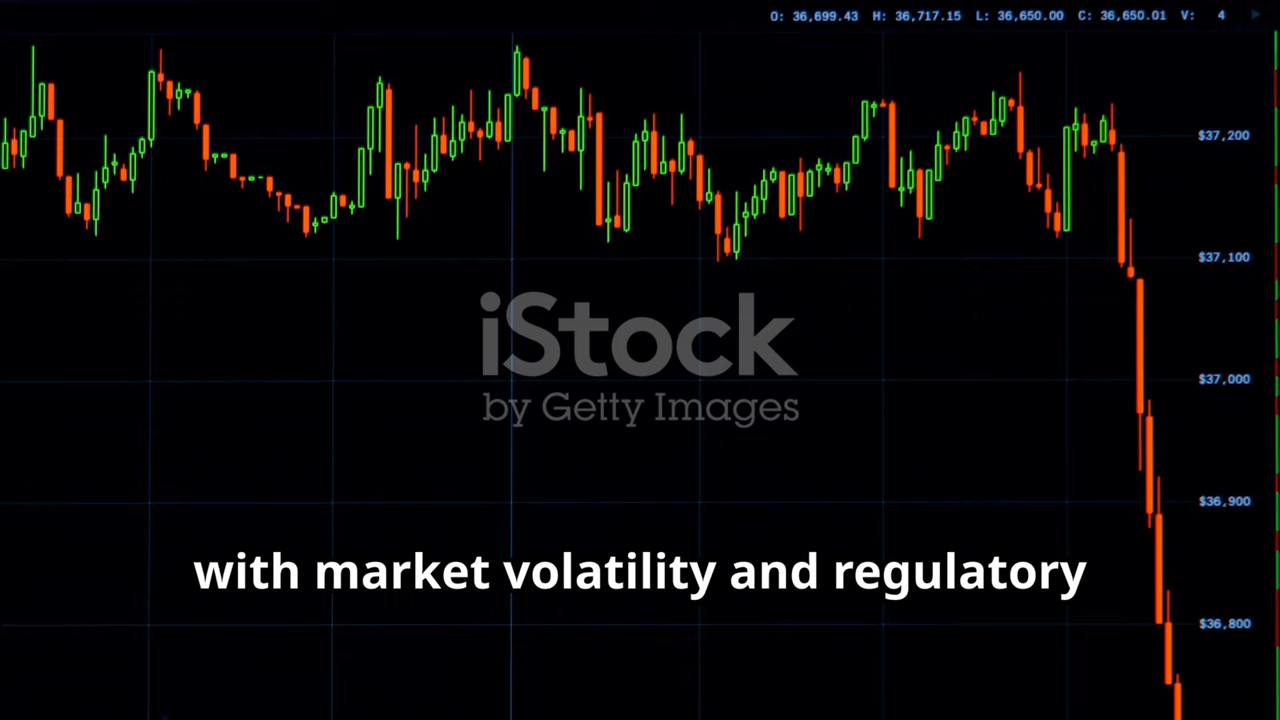 O: 36,699.43 H: 36,717.15 L: 36,650.00 C: 36,650.01 V: 4
$37,200
$37,100
iStock
by Getty Images
$37,000
$36,900
with market volatility and regulatory
$36,800